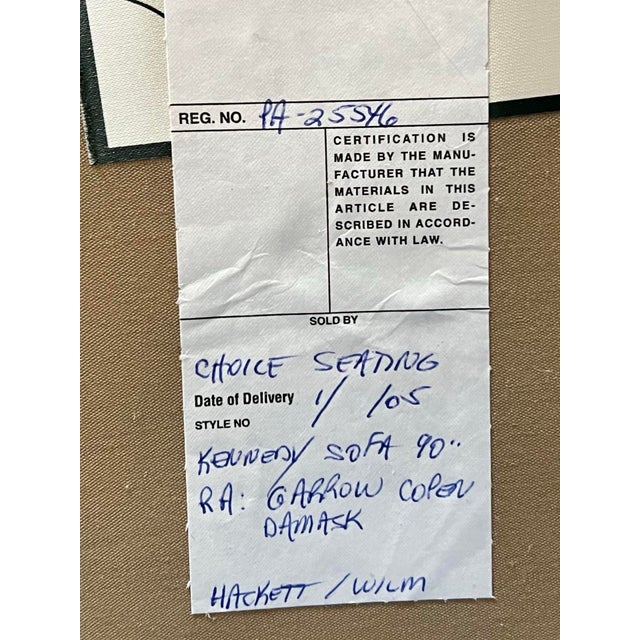 REG. NO. PA-25546
CERTIFICATION IS
MADE BY THE MANU-
FACTURER THAT THE
MATERIALS IN THIS
ARTICLE ARE DE-
SCRIBED IN ACCORD-
ANCE WITH LAW.
SOLD BY
CHOICE SEATING
Date of Delivery 1/ /05
STYLE NO
KENNEDY SOFA 90"
RA: GARROW COPEN
DAMASK
HACKETT/WILM